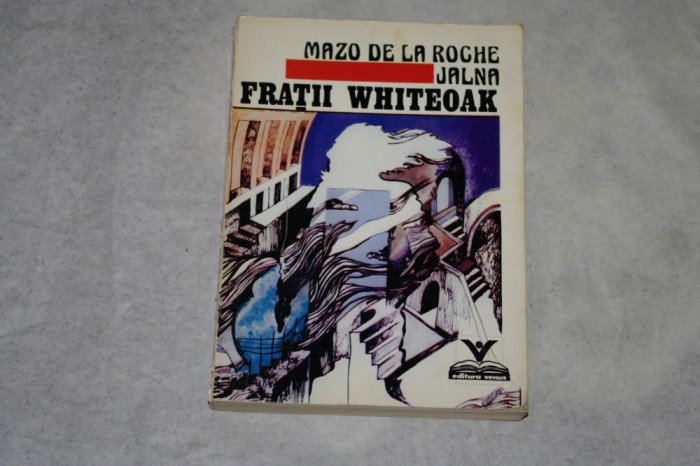 MAZO DE LA ROCHE
JALNA
FRAȚII WHITEOAK
editura venus